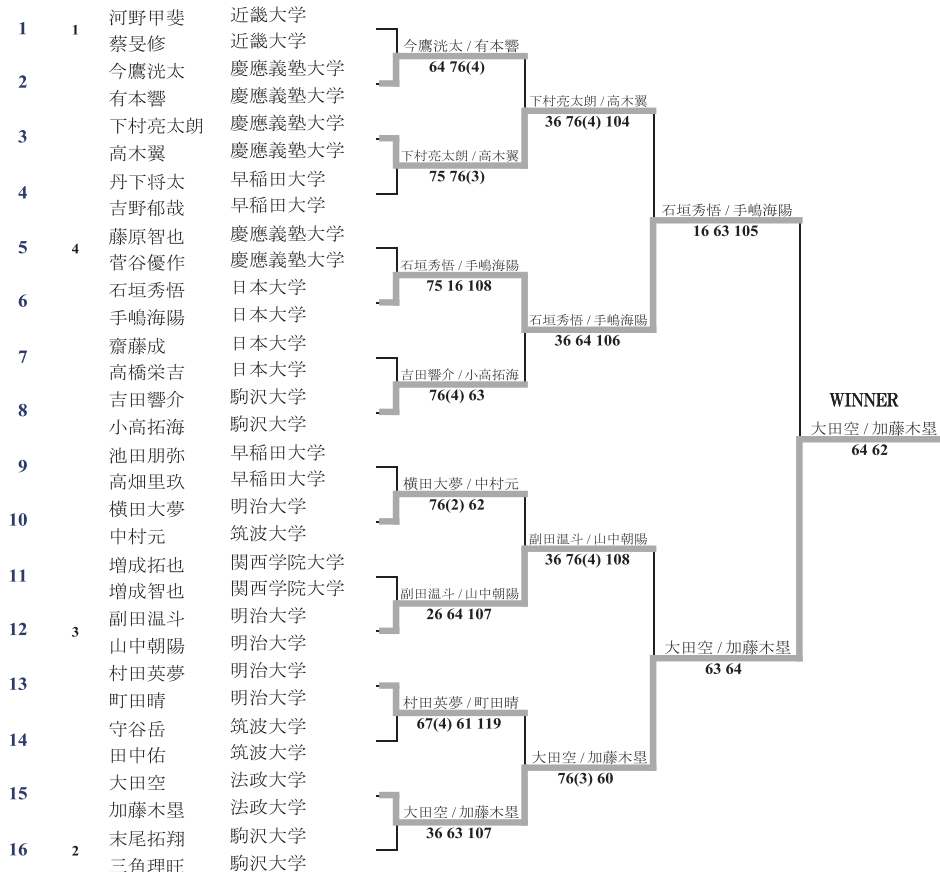 1 1 河野甲斐 近畿大学
蔡旻修 近畿大学
2 今鷹洸太 慶應義塾大学
有本響 慶應義塾大学
3 下村亮太朗 慶應義塾大学
高木翼 慶應義塾大学
4 丹下将太 早稲田大学
吉野郁哉 早稲田大学
5 4 藤原智也 慶應義塾大学
菅谷優作 慶應義塾大学
6 石垣秀悟 日本大学
手嶋海陽 日本大学
7 齋藤成 日本大学
高橋栄吉 日本大学
8 吉田響介 駒沢大学
小高拓海 駒沢大学
9 池田朋弥 早稲田大学
高畑里玖 早稲田大学
10 横田大夢 明治大学
中村元 筑波大学
11 増成拓也 関西学院大学
増成智也 関西学院大学
12 3 副田温斗 明治大学
山中朝陽 明治大学
13 村田英夢 明治大学
町田晴 明治大学
14 守谷岳 筑波大学
田中佑 筑波大学
15 大田空 法政大学
加藤木塁 法政大学
16 2 末尾拓翔 駒沢大学
三角理旺 駒沢大学
今鷹洸太 / 有本響
64 76(4)
下村亮太朗 / 高木翼
75 76(3)
石垣秀悟 / 手嶋海陽
75 16 108
吉田響介 / 小高拓海
76(4) 63
横田大夢 / 中村元
76(2) 62
副田温斗 / 山中朝陽
26 64 107
村田英夢 / 町田晴
67(4) 61 119
大田空 / 加藤木塁
36 63 107
下村亮太朗 / 高木翼
36 76(4) 104
石垣秀悟 / 手嶋海陽
36 64 106
副田温斗 / 山中朝陽
36 76(4) 108
大田空 / 加藤木塁
76(3) 60
石垣秀悟 / 手嶋海陽
16 63 105
大田空 / 加藤木塁
63 64
WINNER
大田空 / 加藤木塁
64 62